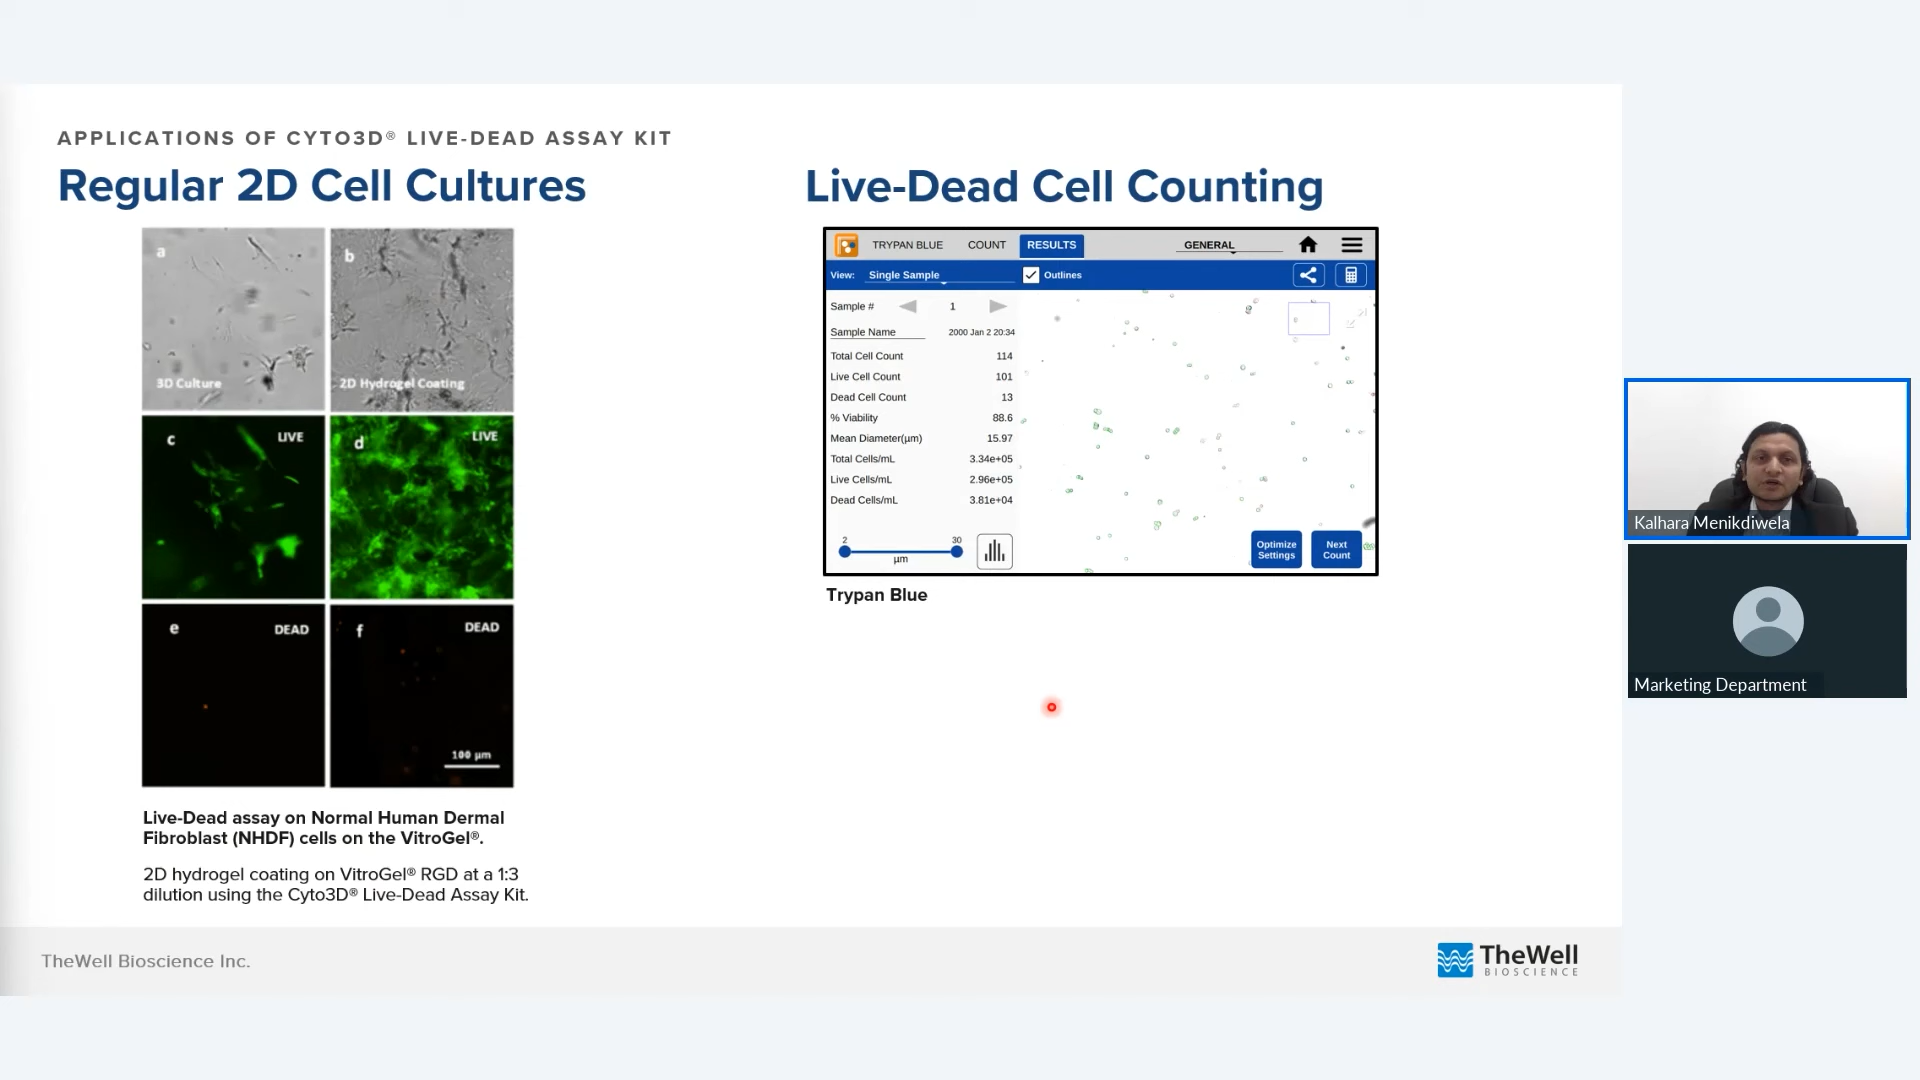 APPLICATIONS OF CYTO3D® LIVE-DEAD ASSAY KIT
Regular 2D Cell Cultures
a
3D Culture
b
2D Hydrogel Coating
c
LIVE
d
LIVE
e
DEAD
f
DEAD
100 µm
Live-Dead assay on Normal Human Dermal
Fibroblast (NHDF) cells on the VitroGel®.
2D hydrogel coating on VitroGel® RGD at a 1:3
dilution using the Cyto3D® Live-Dead Assay Kit.
Live-Dead Cell Counting
TRYPAN BLUE COUNT RESULTS GENERAL
View: Single Sample Outlines
Sample # 1
Sample Name 2000 Jan 2 20:34
Total Cell Count 114
Live Cell Count 101
Dead Cell Count 13
% Viability 88.6
Mean Diameter(µm) 15.97
Total Cells/mL 3.34e+05
Live Cells/mL 2.96e+05
Dead Cells/mL 3.81e+04
2 30
µm
Optimize
Settings
Next
Count
Trypan Blue
Kalhara Menikdiwela
Marketing Department
TheWell Bioscience Inc.
TheWell
BIOSCIENCE